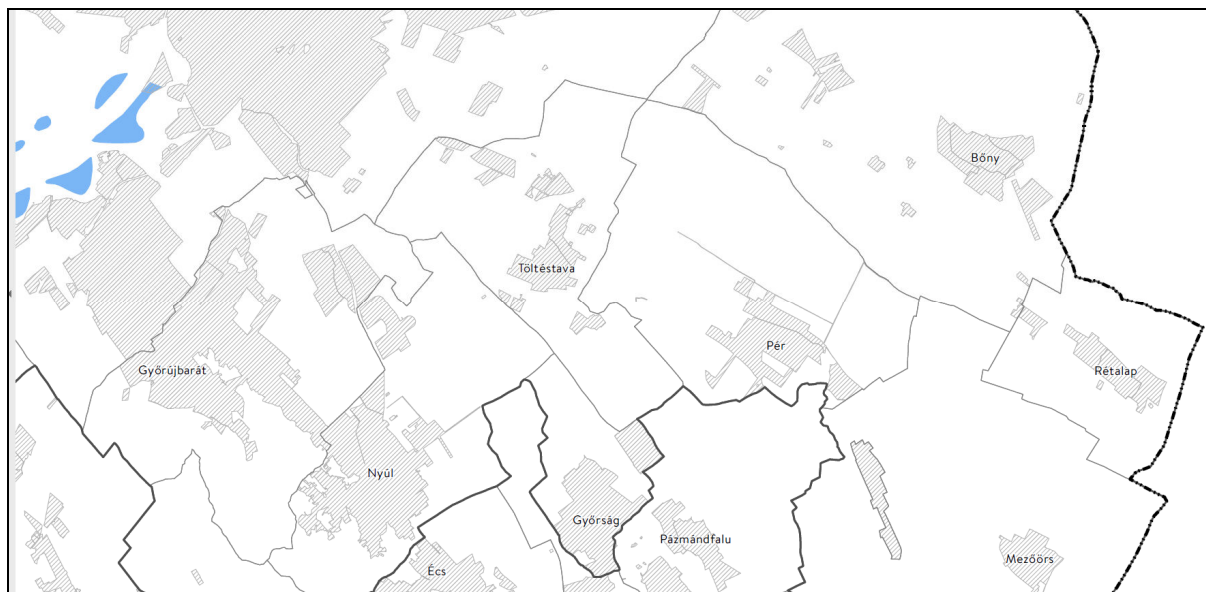 Bőny
Töltéstava
Pér
Győrújbarát
Rétalap
Nyúl
Győrság
Pázmándfalu
Mezőörs
Écs